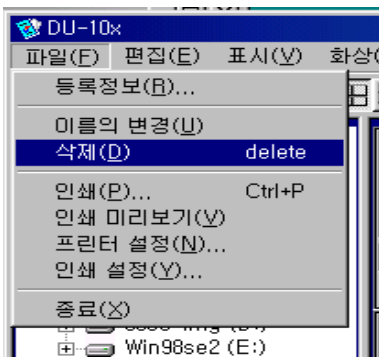 DU-10x
파일(F) 편집(E) 표시(V) 화상(
등록정보(R)...
이름의 변경(U)
삭제(D) delete
인쇄(P)... Ctrl+P
인쇄 미리보기(V)
프린터 설정(N)...
인쇄 설정(Y)...
종료(X)
Win98se2 (E:)